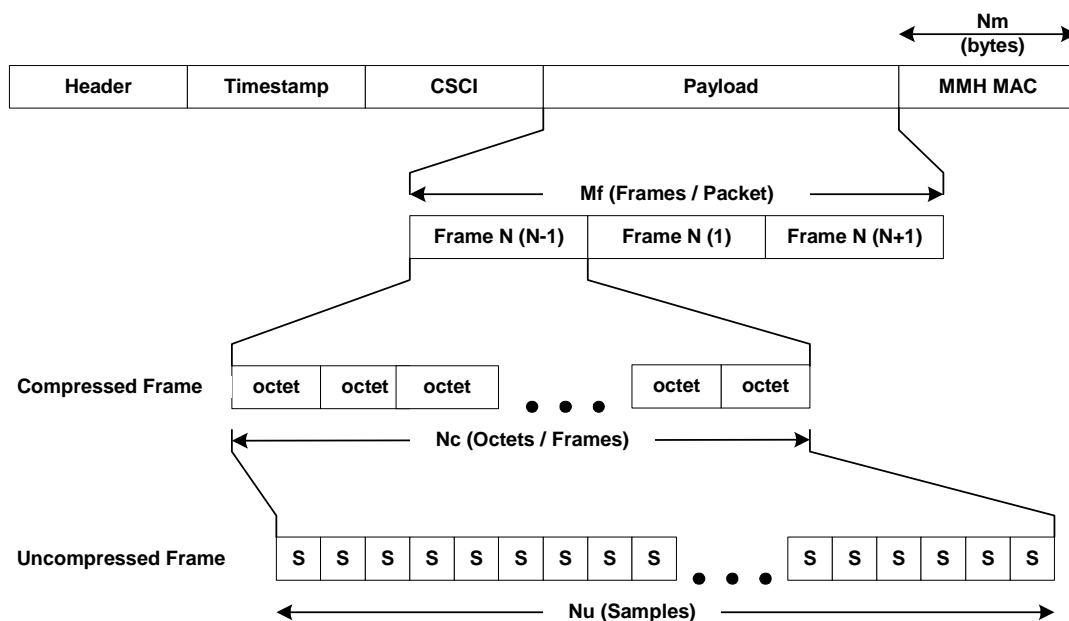 Nm
(bytes)
Header Timestamp CSCI Payload MMH MAC
Mf (Frames / Packet)
Frame N (N-1) Frame N (1) Frame N (N+1)
Compressed Frame octet octet octet octet octet
Nc (Octets / Frames)
Uncompressed Frame S S S S S S S S S S S S S S S
Nu (Samples)